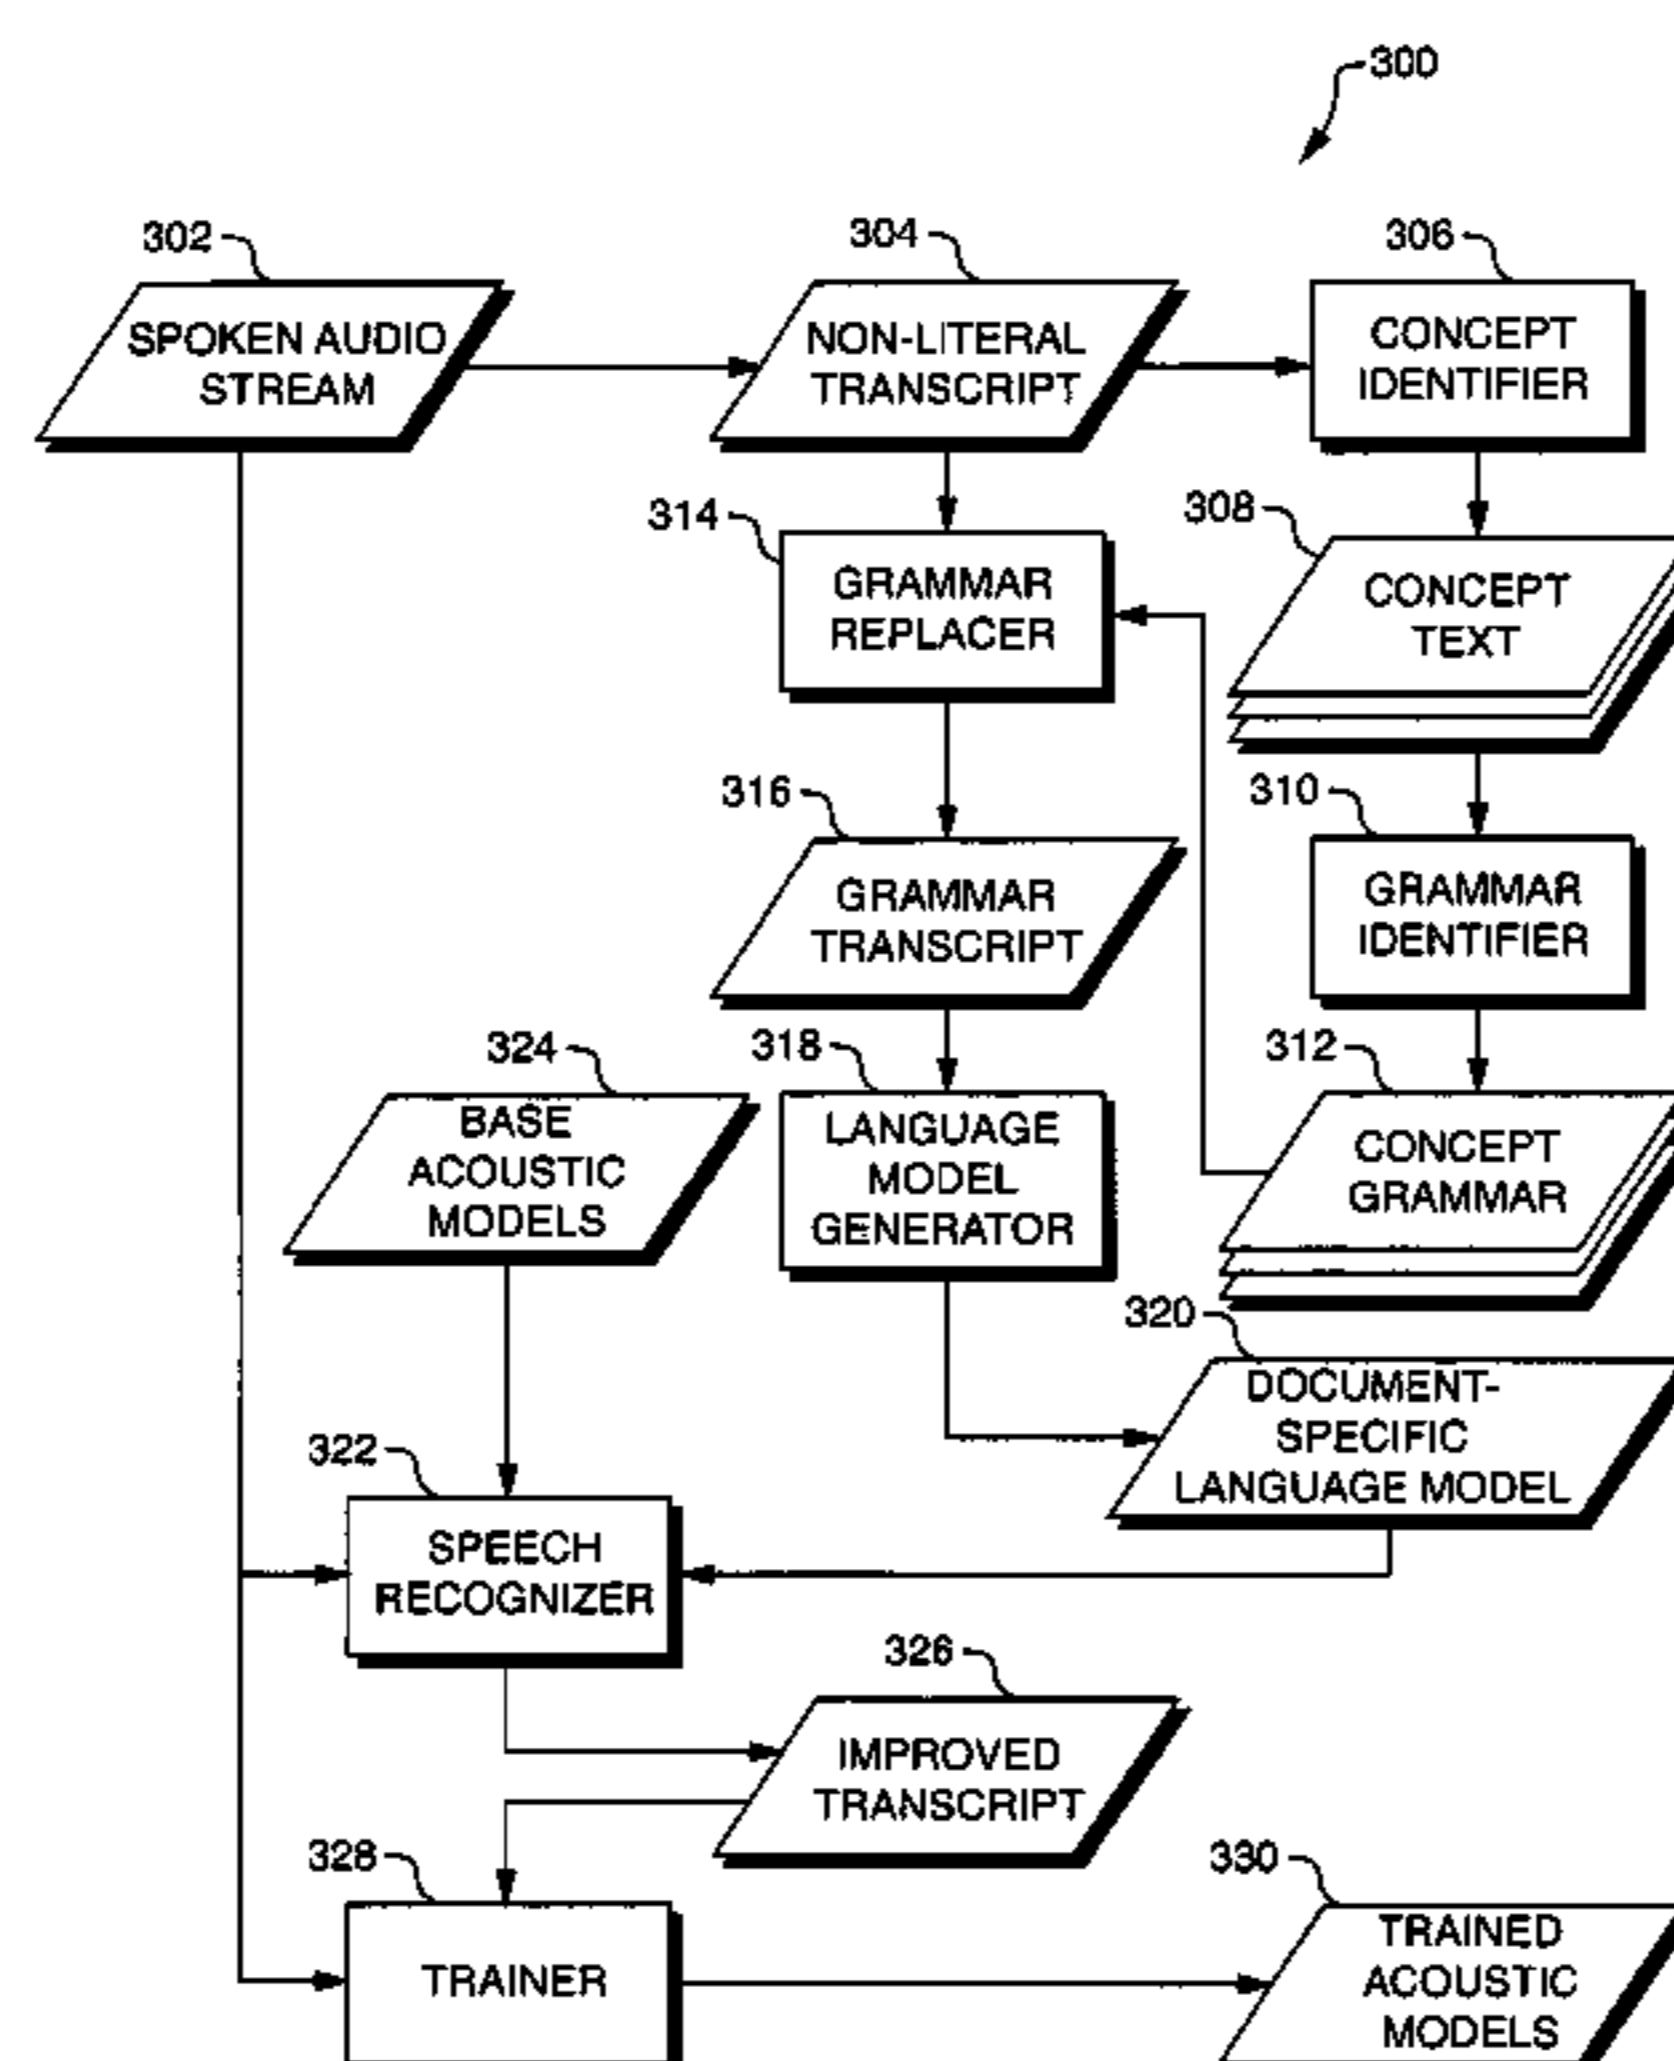 300
302
304
306
SPOKEN AUDIO
STREAM
NON-LITERAL
TRANSCRIPT
CONCEPT
IDENTIFIER
314
308
GRAMMAR
REPLACER
CONCEPT
TEXT
316
310
GRAMMAR
TRANSCRIPT
GRAMMAR
IDENTIFIER
324
318
312
BASE
ACOUSTIC
MODELS
LANGUAGE
MODEL
GENERATOR
CONCEPT
GRAMMAR
320
DOCUMENT-
SPECIFIC
LANGUAGE MODEL
322
SPEECH
RECOGNIZER
326
IMPROVED
TRANSCRIPT
328
330
TRAINER
TRAINED
ACOUSTIC
MODELS